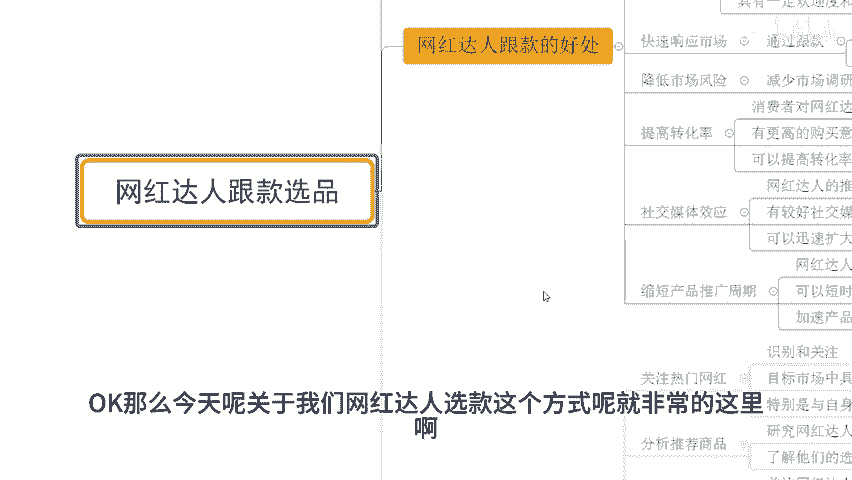 具有一定欢迎度和
网红达人跟款的好处
快速响应市场
通过跟款
降低市场风险
减少市场调研
消费者对网红达
提高转化率
有更高的购买意
可以提高转化率
网红达人跟款选品
网红达人的推
社交媒体效应
有较好社交媒
可以迅速扩大
网红达人
缩短产品推广周期
可以短时
加速产品
识别和关注
关注热门网红
目标市场中具
OK那么今天呢关于我们网红达人选款这个方式呢就非常的这里
啊
特别是与自身
研究网红达人
分析推荐商品
了解他们的选